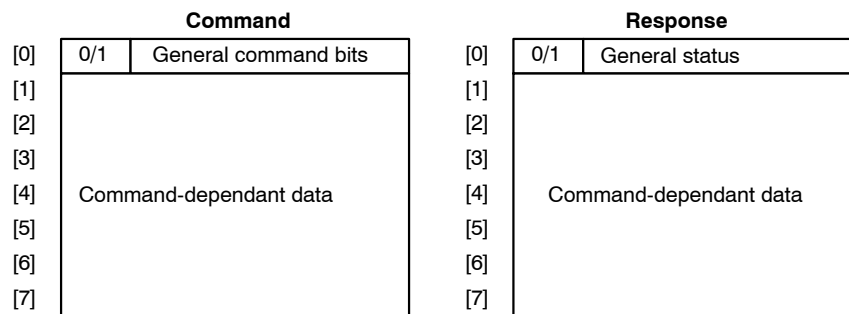 Command Response
[0] 0/1 General command bits [0] 0/1 General status
[1] [1]
[2] [2]
[3] [3]
[4] Command-dependant data [4] Command-dependant data
[5] [5]
[6] [6]
[7] [7]